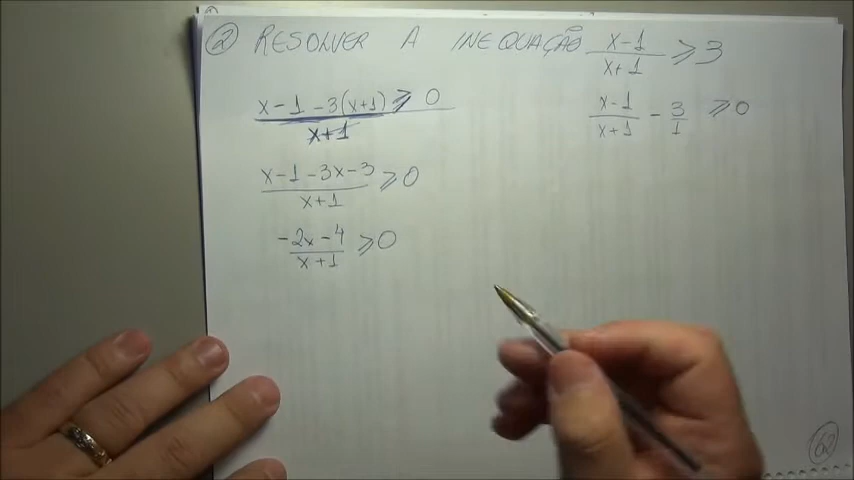 ② RESOLVER A INEQUAÇÃO (x-1)/(x+1) ⩾ 3
(x-1)/(x+1) - 3/1 ⩾ 0
(x-1-3(x+1))/(x+1) ⩾ 0
(x-1-3x-3)/(x+1) ⩾ 0
(-2x-4)/(x+1) ⩾ 0
62